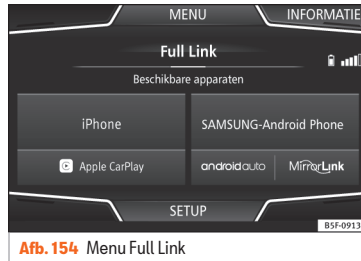 MENU INFORMATIE
Full Link
Beschikbare apparaten
iPhone SAMSUNG-Android Phone
Apple CarPlay androidauto MirrorLink
SETUP
B5F-0913
Afb. 154 Menu Full Link